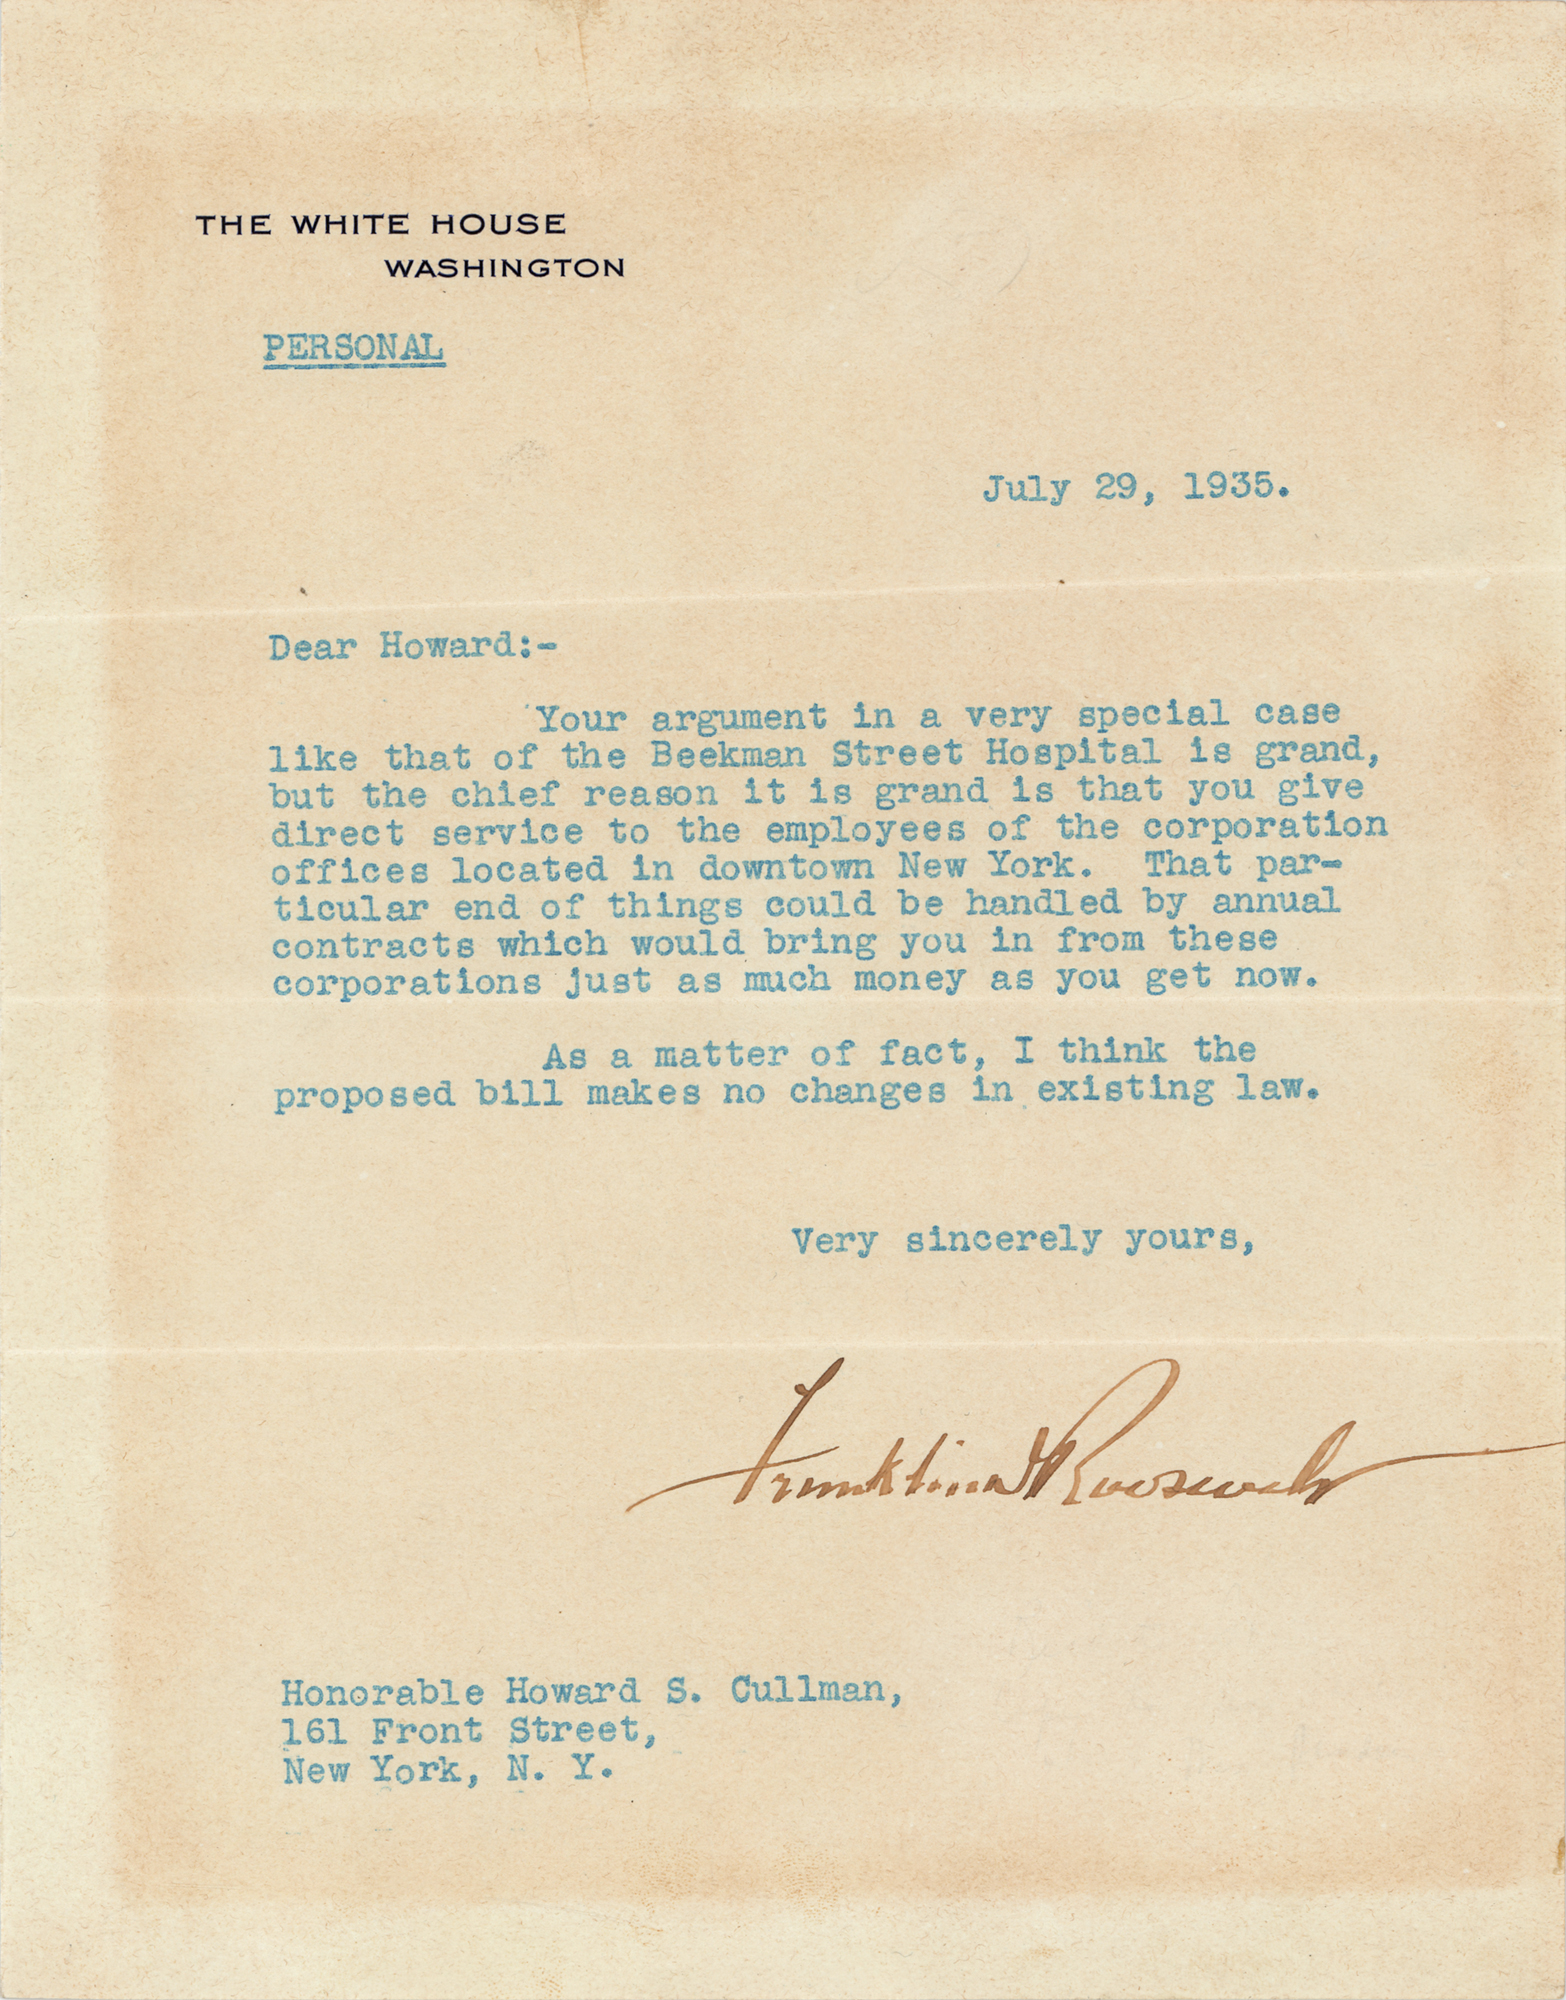 THE WHITE HOUSE
WASHINGTON
PERSONAL
July 29, 1935.
Dear Howard:-
Your argument in a very special case
like that of the Beekman Street Hospital is grand,
but the chief reason it is grand is that you give
direct service to the employees of the corporation
offices located in downtown New York. That par-
ticular end of things could be handled by annual
contracts which would bring you in from these
corporations just as much money as you get now.
As a matter of fact, I think the
proposed bill makes no changes in existing law.
Very sincerely yours,
Franklin D Roosevelt
Honorable Howard S. Cullman,
161 Front Street,
New York, N. Y.